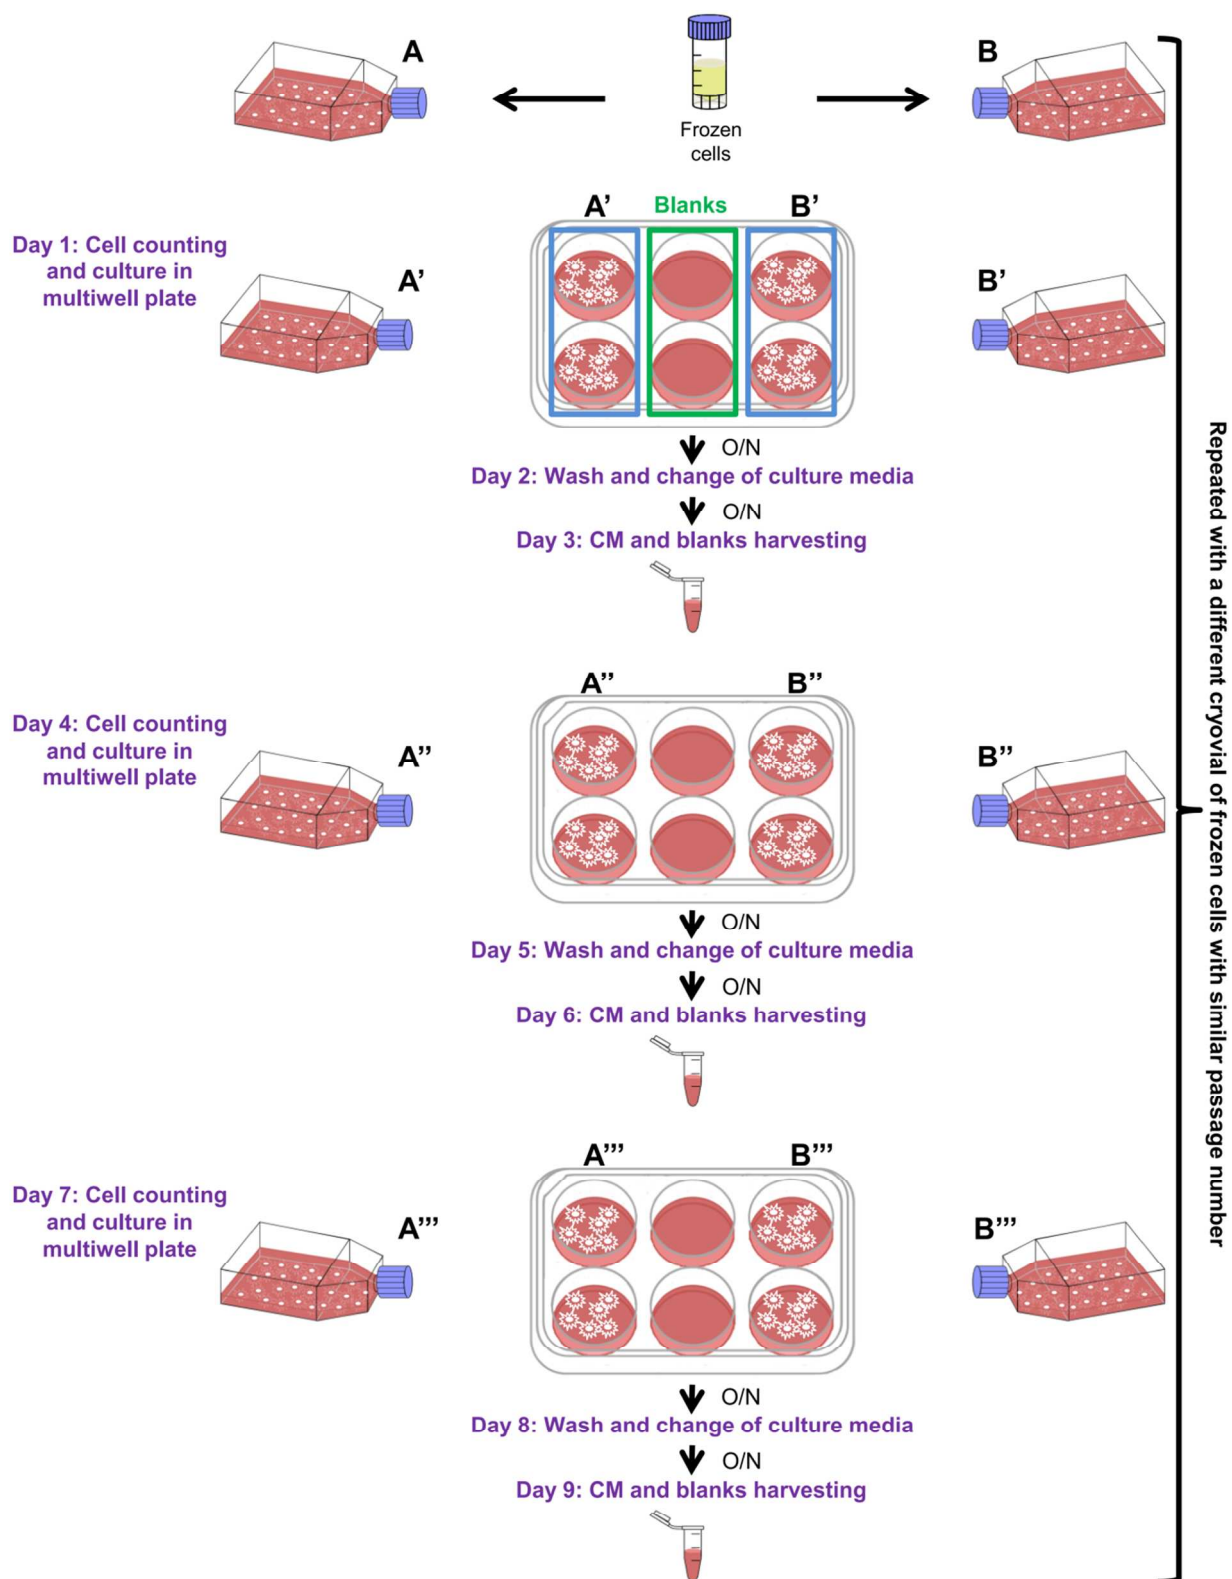 A
B
Frozen
cells
A’
Blanks
B’
Day 1: Cell counting
and culture in
multiwell plate
A’
B’
O/N
Day 2: Wash and change of culture media
O/N
Day 3: CM and blanks harvesting
A’’
B’’
Day 4: Cell counting
and culture in
multiwell plate
A’’
B’’
O/N
Day 5: Wash and change of culture media
O/N
Day 6: CM and blanks harvesting
A’’’
B’’’
Day 7: Cell counting
and culture in
multiwell plate
A’’’
B’’’
O/N
Day 8: Wash and change of culture media
O/N
Day 9: CM and blanks harvesting
Repeated with a different cryovial of frozen cells with similar passage number